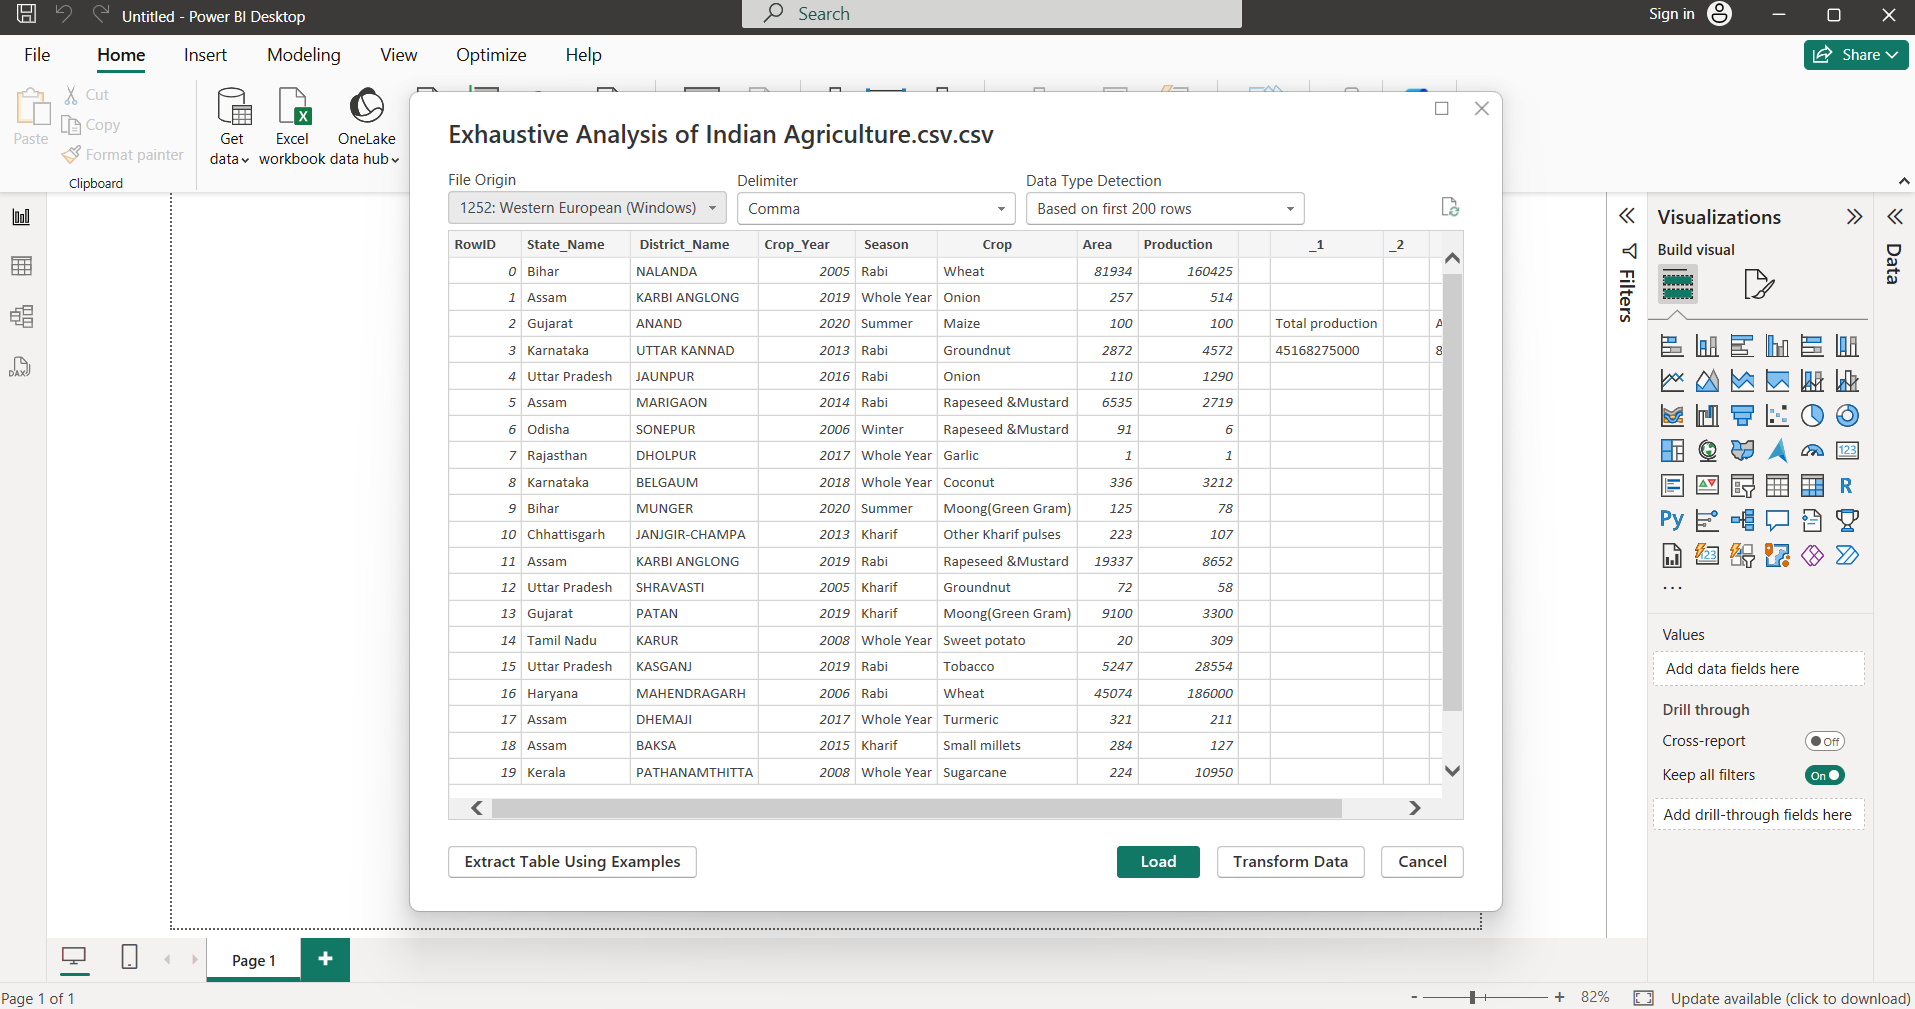 Untitled - Power BI Desktop
Search
Sign in
File Home Insert Modeling View Optimize Help
Share
Paste
Cut
Copy
Format painter
Clipboard
Get data
Excel workbook
OneLake data hub
Exhaustive Analysis of Indian Agriculture.csv.csv
File Origin Delimiter Data Type Detection
1252: Western European (Windows) Comma Based on first 200 rows
RowID State_Name District_Name Crop_Year Season Crop Area Production _1 _2
0 Bihar NALANDA 2005 Rabi Wheat 81934 160425
1 Assam KARBI ANGLONG 2019 Whole Year Onion 257 514
2 Gujarat ANAND 2020 Summer Maize 100 100 Total production A
3 Karnataka UTTAR KANNAD 2013 Rabi Groundnut 2872 4572 45168275000 8
4 Uttar Pradesh JAUNPUR 2016 Rabi Onion 110 1290
5 Assam MARIGAON 2014 Rabi Rapeseed &Mustard 6535 2719
6 Odisha SONEPUR 2006 Winter Rapeseed &Mustard 91 6
7 Rajasthan DHOLPUR 2017 Whole Year Garlic 1 1
8 Karnataka BELGAUM 2018 Whole Year Coconut 336 3212
9 Bihar MUNGER 2020 Summer Moong(Green Gram) 125 78
10 Chhattisgarh JANJGIR-CHAMPA 2013 Kharif Other Kharif pulses 223 107
11 Assam KARBI ANGLONG 2019 Rabi Rapeseed &Mustard 19337 8652
12 Uttar Pradesh SHRAVASTI 2005 Kharif Groundnut 72 58
13 Gujarat PATAN 2019 Kharif Moong(Green Gram) 9100 3300
14 Tamil Nadu KARUR 2008 Whole Year Sweet potato 20 309
15 Uttar Pradesh KASGANJ 2019 Rabi Tobacco 5247 28554
16 Haryana MAHENDRAGARH 2006 Rabi Wheat 45074 186000
17 Assam DHEMAJI 2017 Whole Year Turmeric 321 211
18 Assam BAKSA 2015 Kharif Small millets 284 127
19 Kerala PATHANAMTHITTA 2008 Whole Year Sugarcane 224 10950
Extract Table Using Examples Load Transform Data Cancel
Filters
Visualizations
Build visual
123
R
Py
123
Values
Add data fields here
Drill through
Cross-report Off
Keep all filters On
Add drill-through fields here
Data
DAX
Page 1
Page 1 of 1
82%
Update available (click to download)